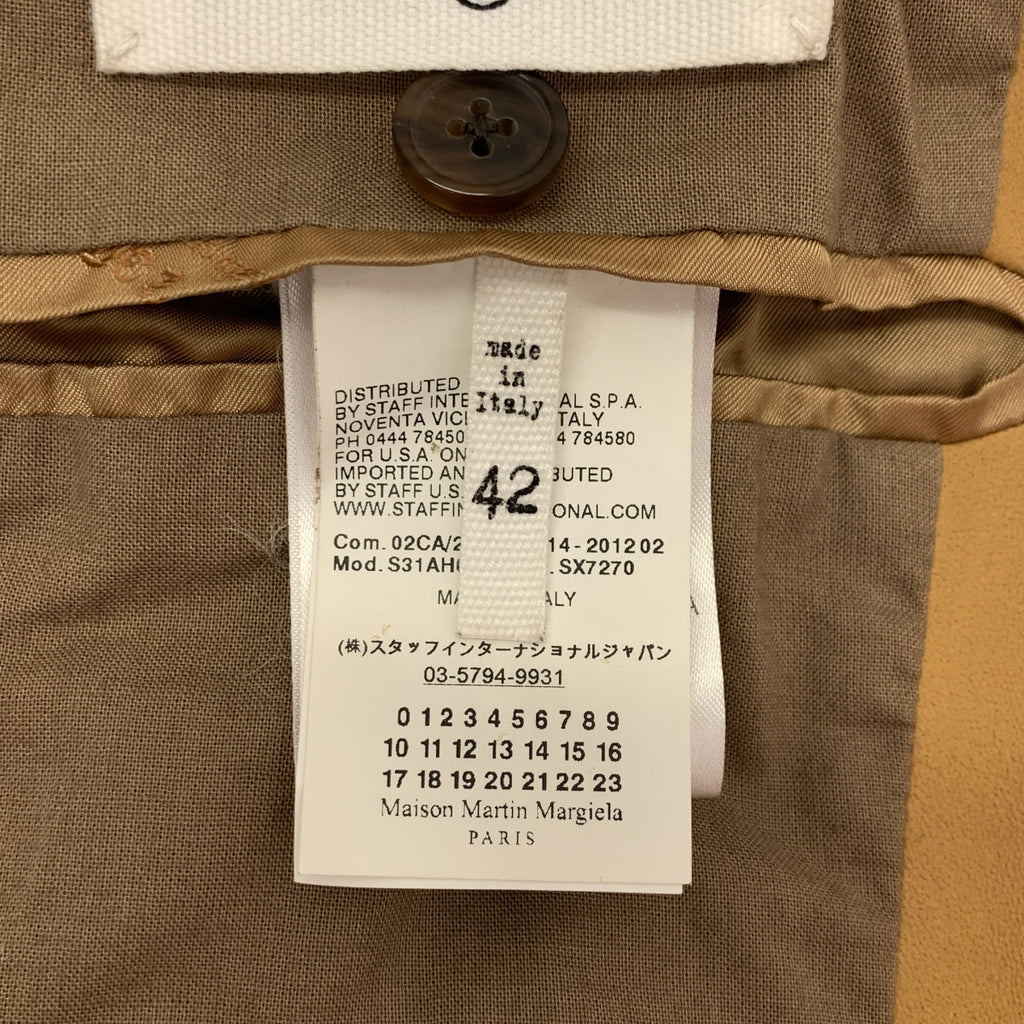 made
in
Italy
42
DISTRIBUTED
BY STAFF INTE AL S.P.A.
NOVENTA VIC ITALY
PH 0444 78450 4 784580
FOR U.S.A. ON
IMPORTED AN BUTED
BY STAFF U.S.
WWW.STAFFIN ONAL.COM
Com. 02CA/2 14-201202
Mod. S31AH .SX7270
MA ALY
(株)スタッフインターナショナルジャパン
03-5794-9931
0 1 2 3 4 5 6 7 8 9
10 11 12 13 14 15 16
17 18 19 20 21 22 23
Maison Martin Margiela
PARIS